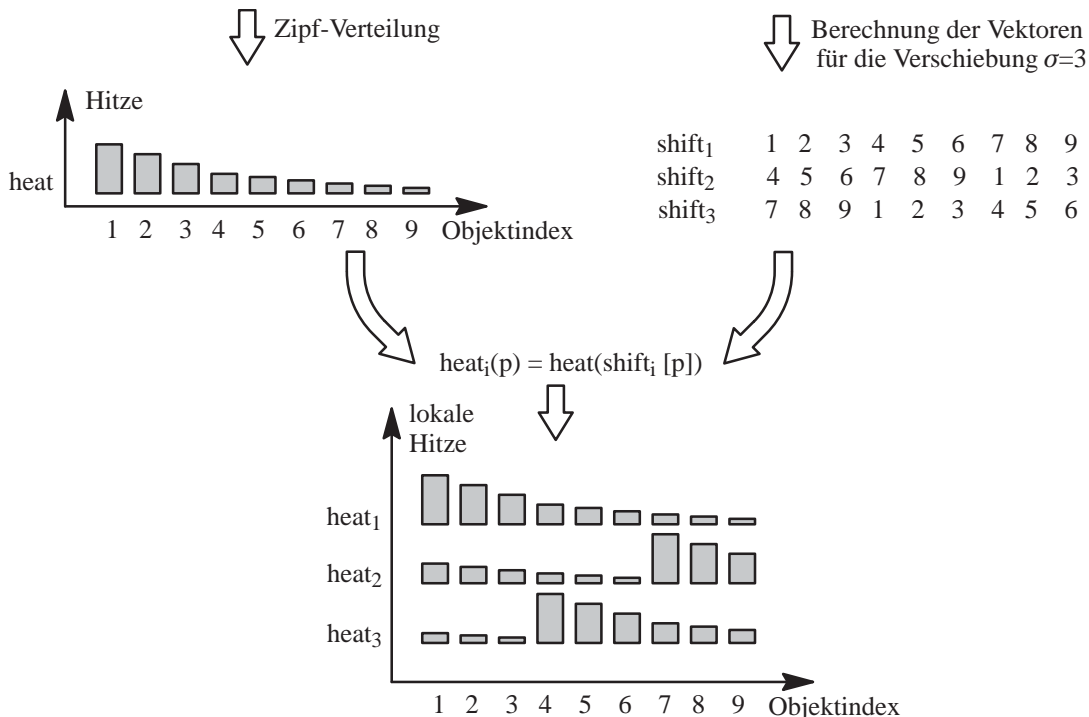 Zipf-Verteilung
Berechnung der Vektoren
für die Verschiebung σ=3
Hitze
heat
1 2 3 4 5 6 7 8 9 Objektindex
shift₁ 1 2 3 4 5 6 7 8 9
shift₂ 4 5 6 7 8 9 1 2 3
shift₃ 7 8 9 1 2 3 4 5 6
heatᵢ(p) = heat(shiftᵢ [p])
lokale
Hitze
heat₁
heat₂
heat₃
1 2 3 4 5 6 7 8 9 Objektindex